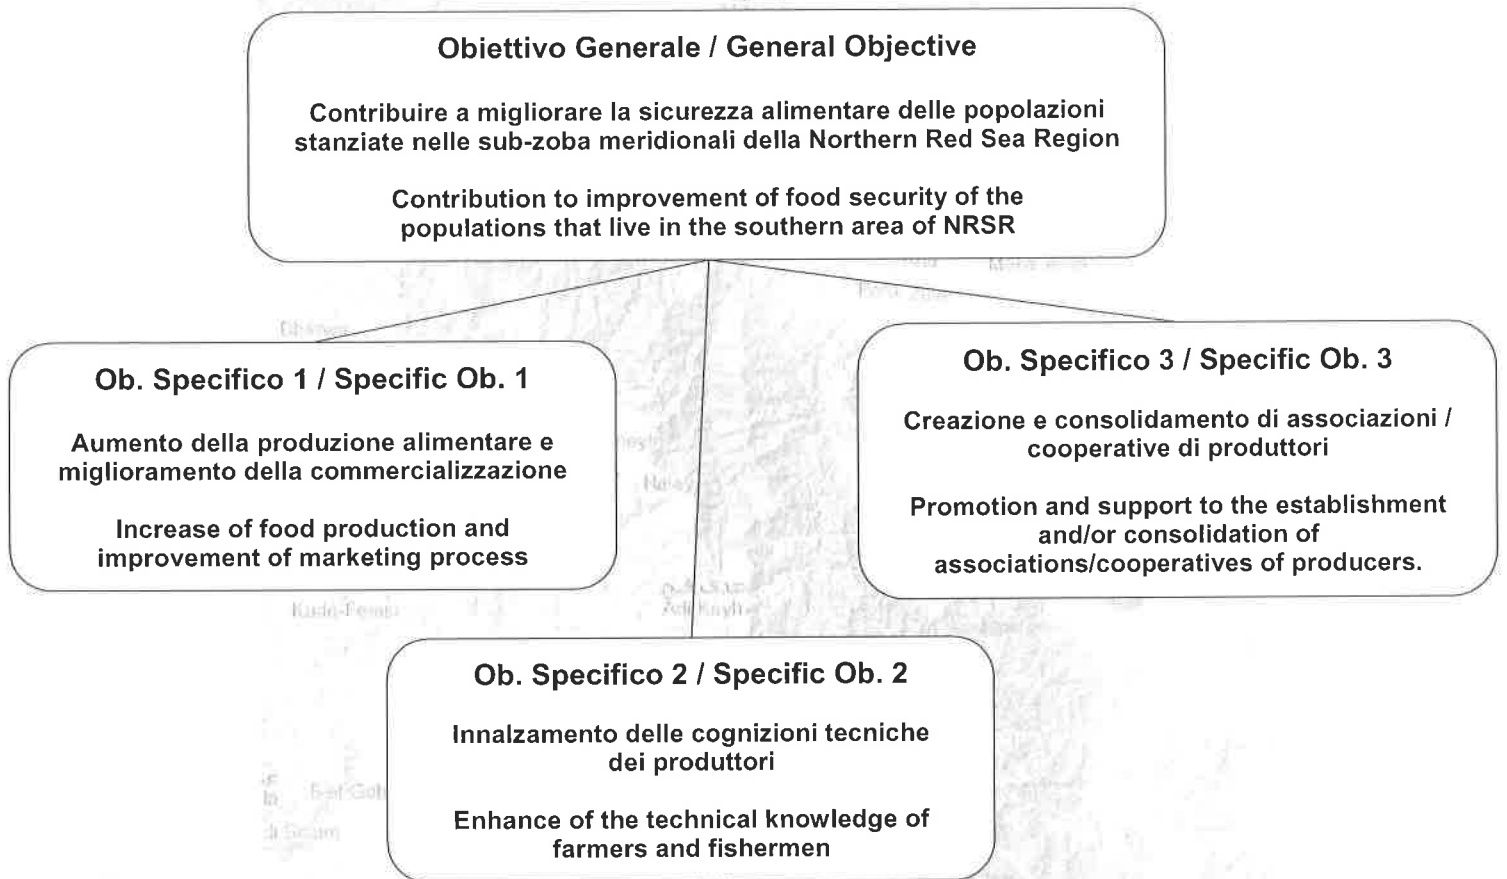 Obiettivo Generale / General Objective
Contribuire a migliorare la sicurezza alimentare delle popolazioni
stanziate nelle sub-zoba meridionali della Northern Red Sea Region
Contribution to improvement of food security of the
populations that live in the southern area of NRSR
Ob. Specifico 1 / Specific Ob. 1
Aumento della produzione alimentare e
miglioramento della commercializzazione
Increase of food production and
improvement of marketing process
Ob. Specifico 3 / Specific Ob. 3
Creazione e consolidamento di associazioni /
cooperative di produttori
Promotion and support to the establishment
and/or consolidation of
associations/cooperatives of producers.
Ob. Specifico 2 / Specific Ob. 2
Innalzamento delle cognizioni tecniche
dei produttori
Enhance of the technical knowledge of
farmers and fishermen